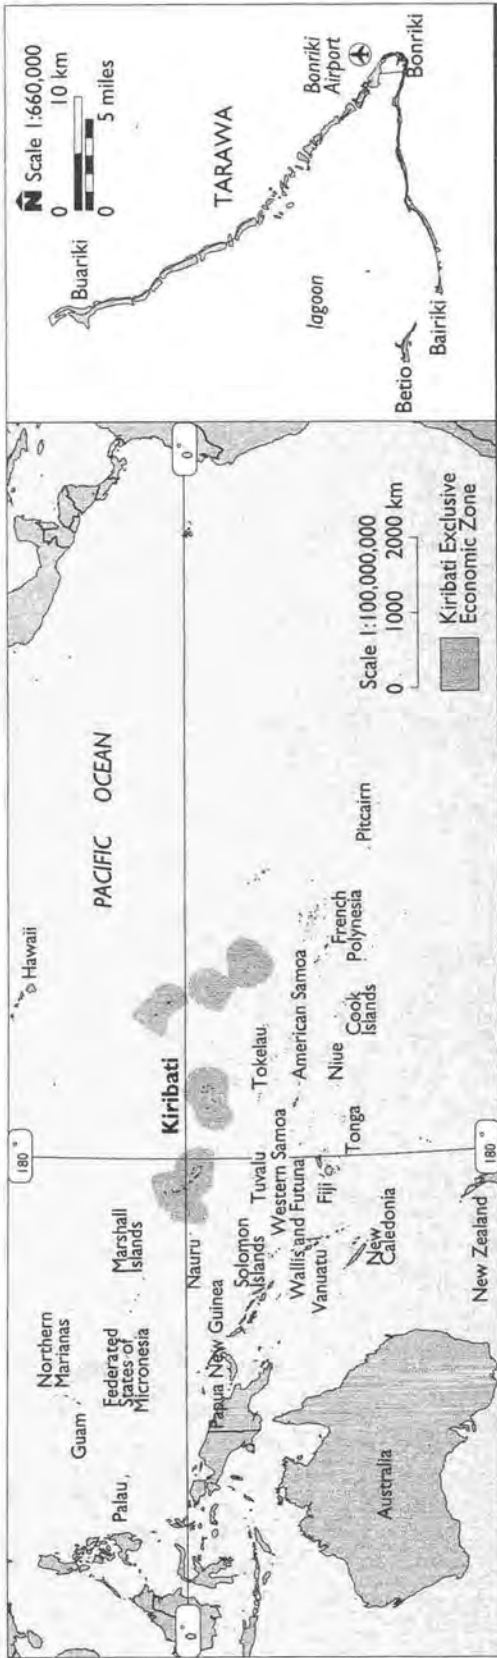 180°
Hawaii
Northern
Marianas
Guam
PACIFIC OCEAN
Palau
Federated
States of
Micronesia
Marshall
Islands
Kiribati
0°
0°
Nauru
Papua New Guinea
Solomon
Islands
Tuvalu
Tokelau
Western Samoa
American Samoa
Wallis and Futuna
Vanuatu
Fiji
Niue
Cook
Islands
French
Polynesia
Tonga
Pitcairn
New
Caledonia
Australia
New Zealand
180°
Scale 1:100,000,000
0 1000 2000 km
Kiribati Exclusive
Economic Zone
N Scale 1:660,000
0 10 km
0 5 miles
Buariki
TARAWA
lagoon
Bonriki
Airport
Bonriki
Betio
Bairiki